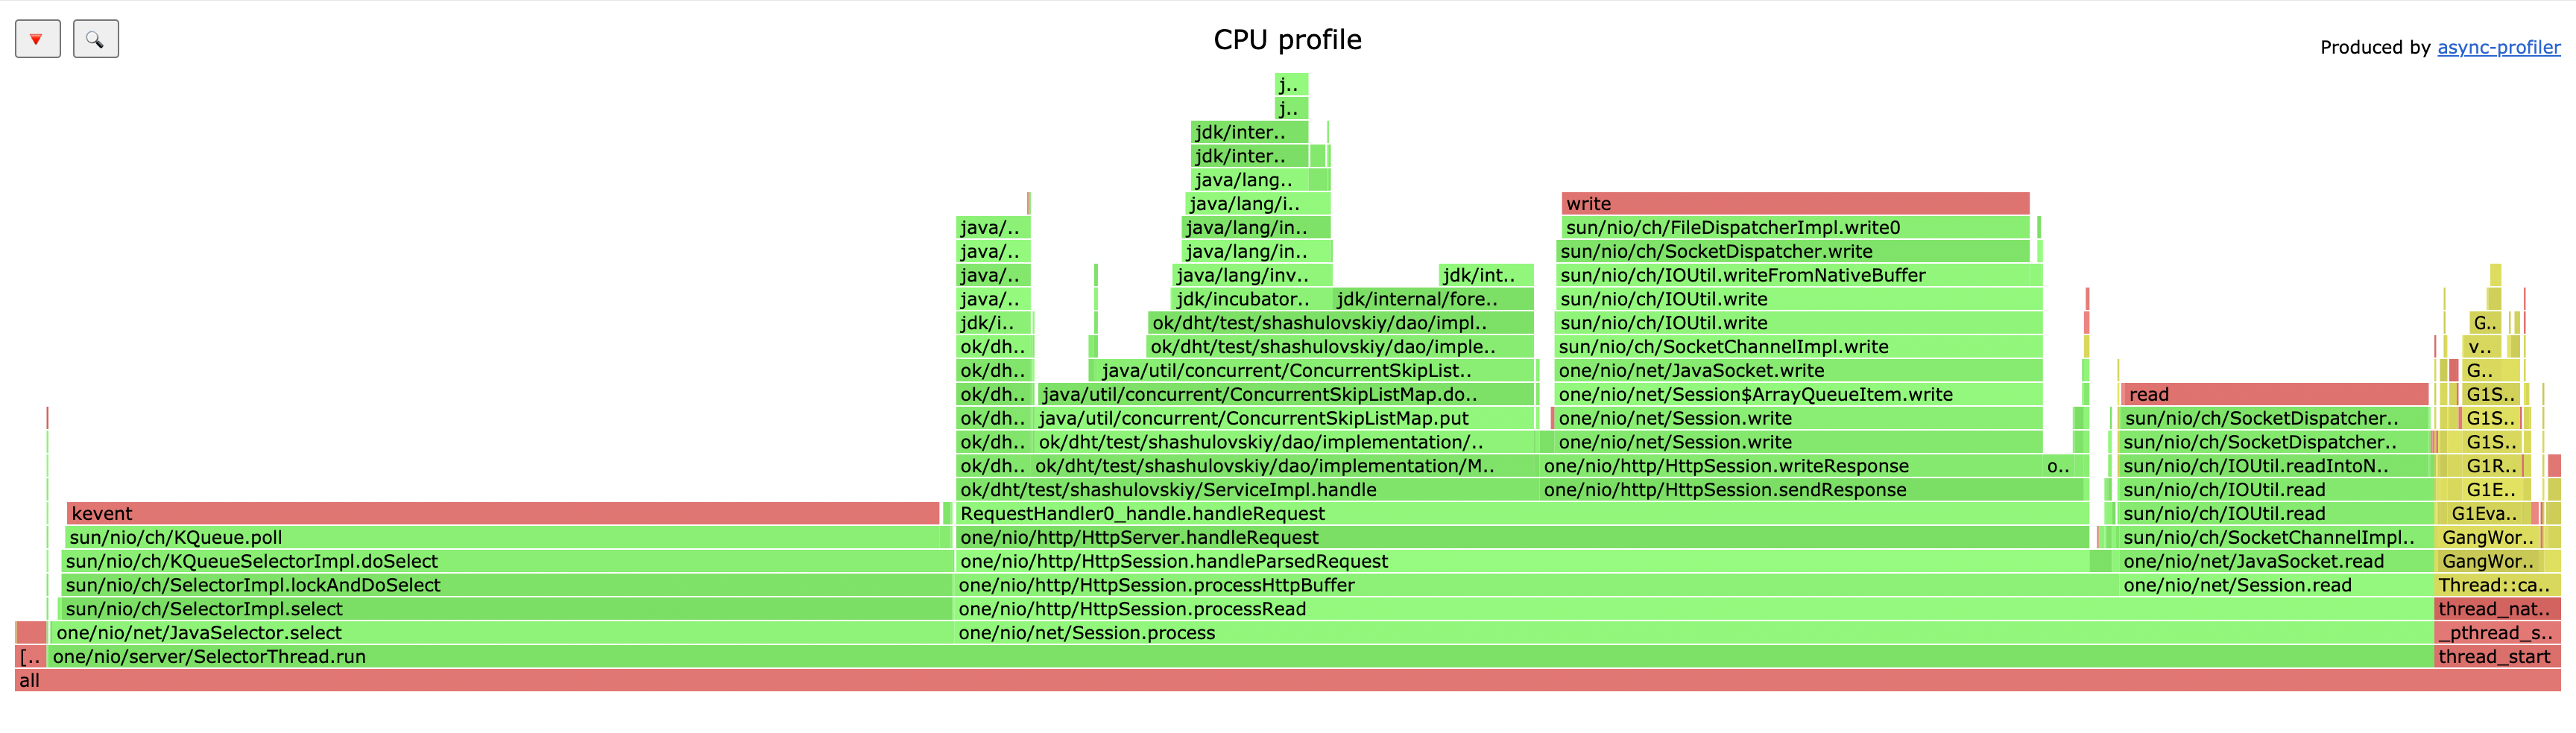 CPU profile
Produced by async-profiler
j..
j..
jdk/inter..
jdk/inter..
java/lang..
java/lang/i.. write
java/.. java/lang/in.. sun/nio/ch/FileDispatcherImpl.write0
java/.. java/lang/in.. sun/nio/ch/SocketDispatcher.write
java/.. java/lang/inv.. jdk/int.. sun/nio/ch/IOUtil.writeFromNativeBuffer
java/.. jdk/incubator.. jdk/internal/fore.. sun/nio/ch/IOUtil.write
jdk/i.. ok/dht/test/shashulovskiy/dao/impl.. sun/nio/ch/IOUtil.write G..
ok/dh.. ok/dht/test/shashulovskiy/dao/imple.. sun/nio/ch/SocketChannelImpl.write v..
ok/dh.. java/util/concurrent/ConcurrentSkipList.. one/nio/net/JavaSocket.write G..
ok/dh.. java/util/concurrent/ConcurrentSkipListMap.do.. one/nio/net/Session$ArrayQueueItem.write read G1S..
ok/dh.. java/util/concurrent/ConcurrentSkipListMap.put one/nio/net/Session.write sun/nio/ch/SocketDispatcher.. G1S..
ok/dh.. ok/dht/test/shashulovskiy/dao/implementation/.. one/nio/net/Session.write sun/nio/ch/SocketDispatcher.. G1S..
ok/dh.. ok/dht/test/shashulovskiy/dao/implementation/M.. one/nio/http/HttpSession.writeResponse o.. sun/nio/ch/IOUtil.readIntoN.. G1R..
ok/dht/test/shashulovskiy/ServiceImpl.handle one/nio/http/HttpSession.sendResponse sun/nio/ch/IOUtil.read G1E..
kevent RequestHandler0_handle.handleRequest sun/nio/ch/IOUtil.read G1Eva..
sun/nio/ch/KQueue.poll one/nio/http/HttpServer.handleRequest sun/nio/ch/SocketChannelImpl.. GangWor..
sun/nio/ch/KQueueSelectorImpl.doSelect one/nio/http/HttpSession.handleParsedRequest one/nio/net/JavaSocket.read GangWor..
sun/nio/ch/SelectorImpl.lockAndDoSelect one/nio/http/HttpSession.processHttpBuffer one/nio/net/Session.read Thread::ca..
sun/nio/ch/SelectorImpl.select one/nio/http/HttpSession.processRead thread_nat..
one/nio/net/JavaSelector.select one/nio/net/Session.process _pthread_s..
[.. one/nio/server/SelectorThread.run thread_start
all